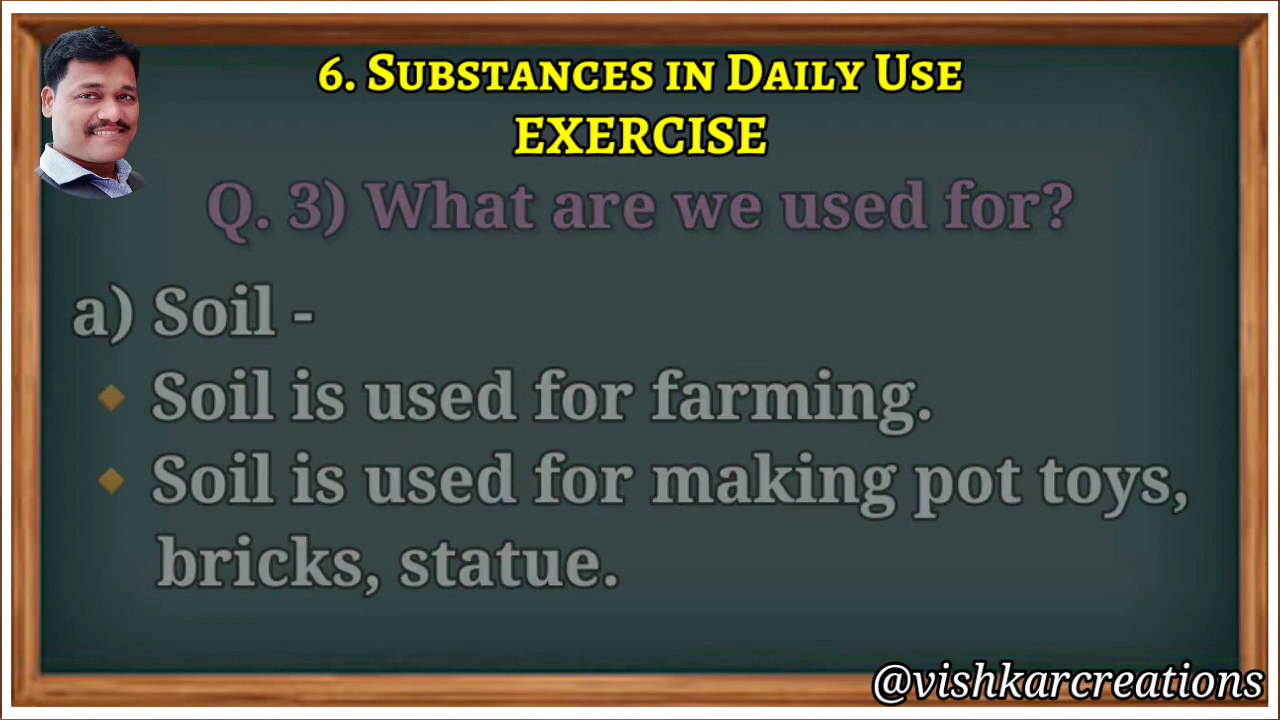 6. Substances in Daily Use
EXERCISE
Q. 3) What are we used for?
a) Soil -
Soil is used for farming.
Soil is used for making pot toys,
bricks, statue.
@vishkarcreations